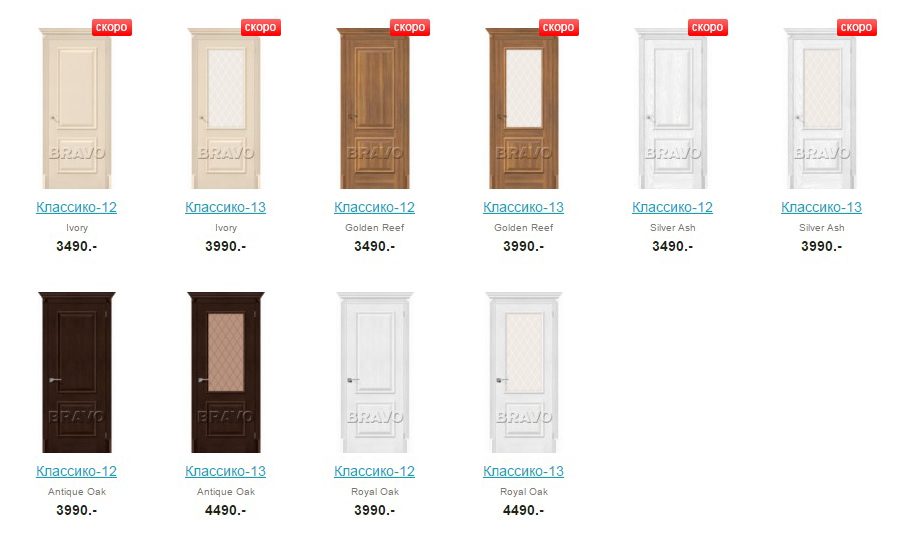 скоро скоро скоро скоро скоро скоро
BRAVO BRAVO BRAVO BRAVO BRAVO BRAVO
Классико-12 Классико-13 Классико-12 Классико-13 Классико-12 Классико-13
Ivory Ivory Golden Reef Golden Reef Silver Ash Silver Ash
3490.- 3990.- 3490.- 3990.- 3490.- 3990.-
BRAVO BRAVO BRAVO BRAVO
Классико-12 Классико-13 Классико-12 Классико-13
Antique Oak Antique Oak Royal Oak Royal Oak
3990.- 4490.- 3990.- 4490.-